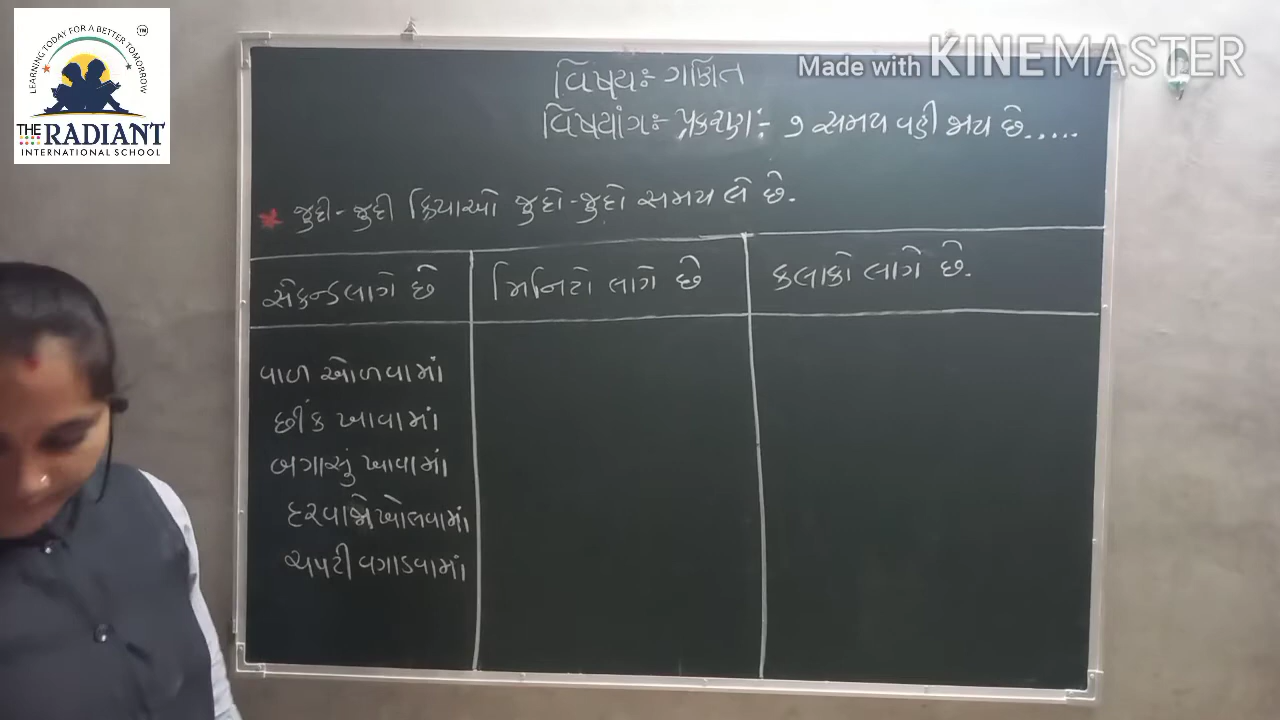 LEARNING TODAY FOR A BETTER TOMORROW
TM
THE RADIANT
INTERNATIONAL SCHOOL
Made with KINEMASTER
વિષય:- ગણિત
વિષયાંગ:- પ્રકરણ:- ૭ સમય વહી જાય છે.....
જુદી-જુદી ક્રિયાઓ જુદો-જુદો સમય લે છે.
સેકન્ડ લાગે છે
મિનિટો લાગે છે
કલાકો લાગે છે.
વાળ ઓળવામાં
છીંક ખાવામાં
બગાસું ખાવામાં
દરવાજો ખોલવામાં
ચપટી વગાડવામાં